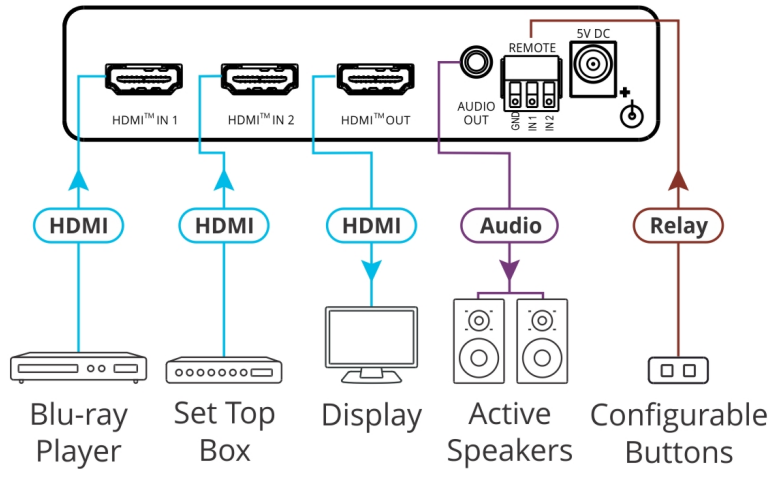 5V DC
REMOTE
HDMI™ IN 1
HDMI™ IN 2
HDMI™ OUT
AUDIO
OUT
GND
IN 1
IN 2
HDMI
HDMI
HDMI
Audio
Relay
Blu-ray
Player
Set Top
Box
Display
Active
Speakers
Configurable
Buttons